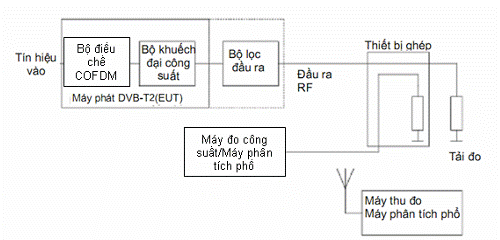 Tín hiệu
vào
Bộ điều
chế
COFDM
Bộ khuếch
đại công
suất
Máy phát DVB-T2(EUT)
Bộ lọc
đầu ra
Đầu ra
RF
Thiết bị ghép
Tải đo
Máy đo công
suất/Máy phân
tích phổ
Máy thu đo
Máy phân tích phổ